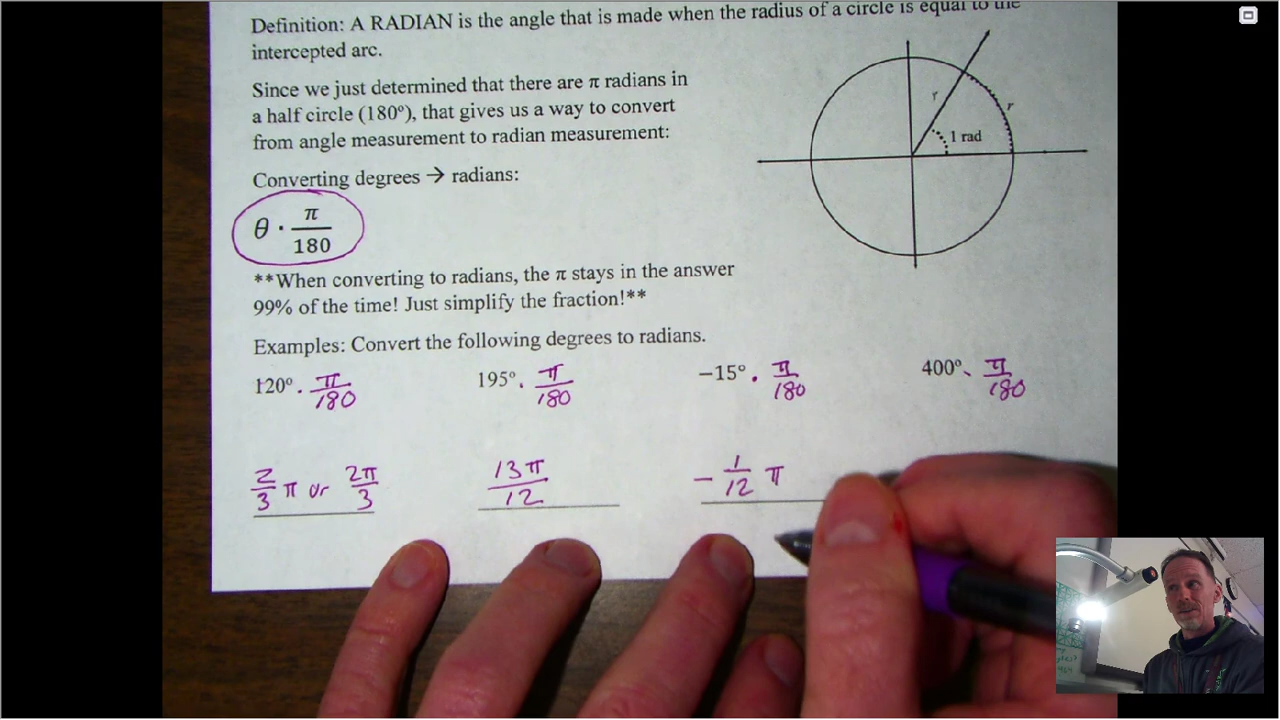 Definition: A RADIAN is the angle that is made when the radius of a circle is equal to the
intercepted arc.
Since we just determined that there are π radians in
a half circle (180°), that gives us a way to convert
from angle measurement to radian measurement:
r
r
1 rad
Converting degrees → radians:
θ · π/180
**When converting to radians, the π stays in the answer
99% of the time! Just simplify the fraction!**
Examples: Convert the following degrees to radians.
120° · π/180 195° · π/180 −15° · π/180 400° · π/180
2/3 π or 2π/3 13π/12 − 1/12 π